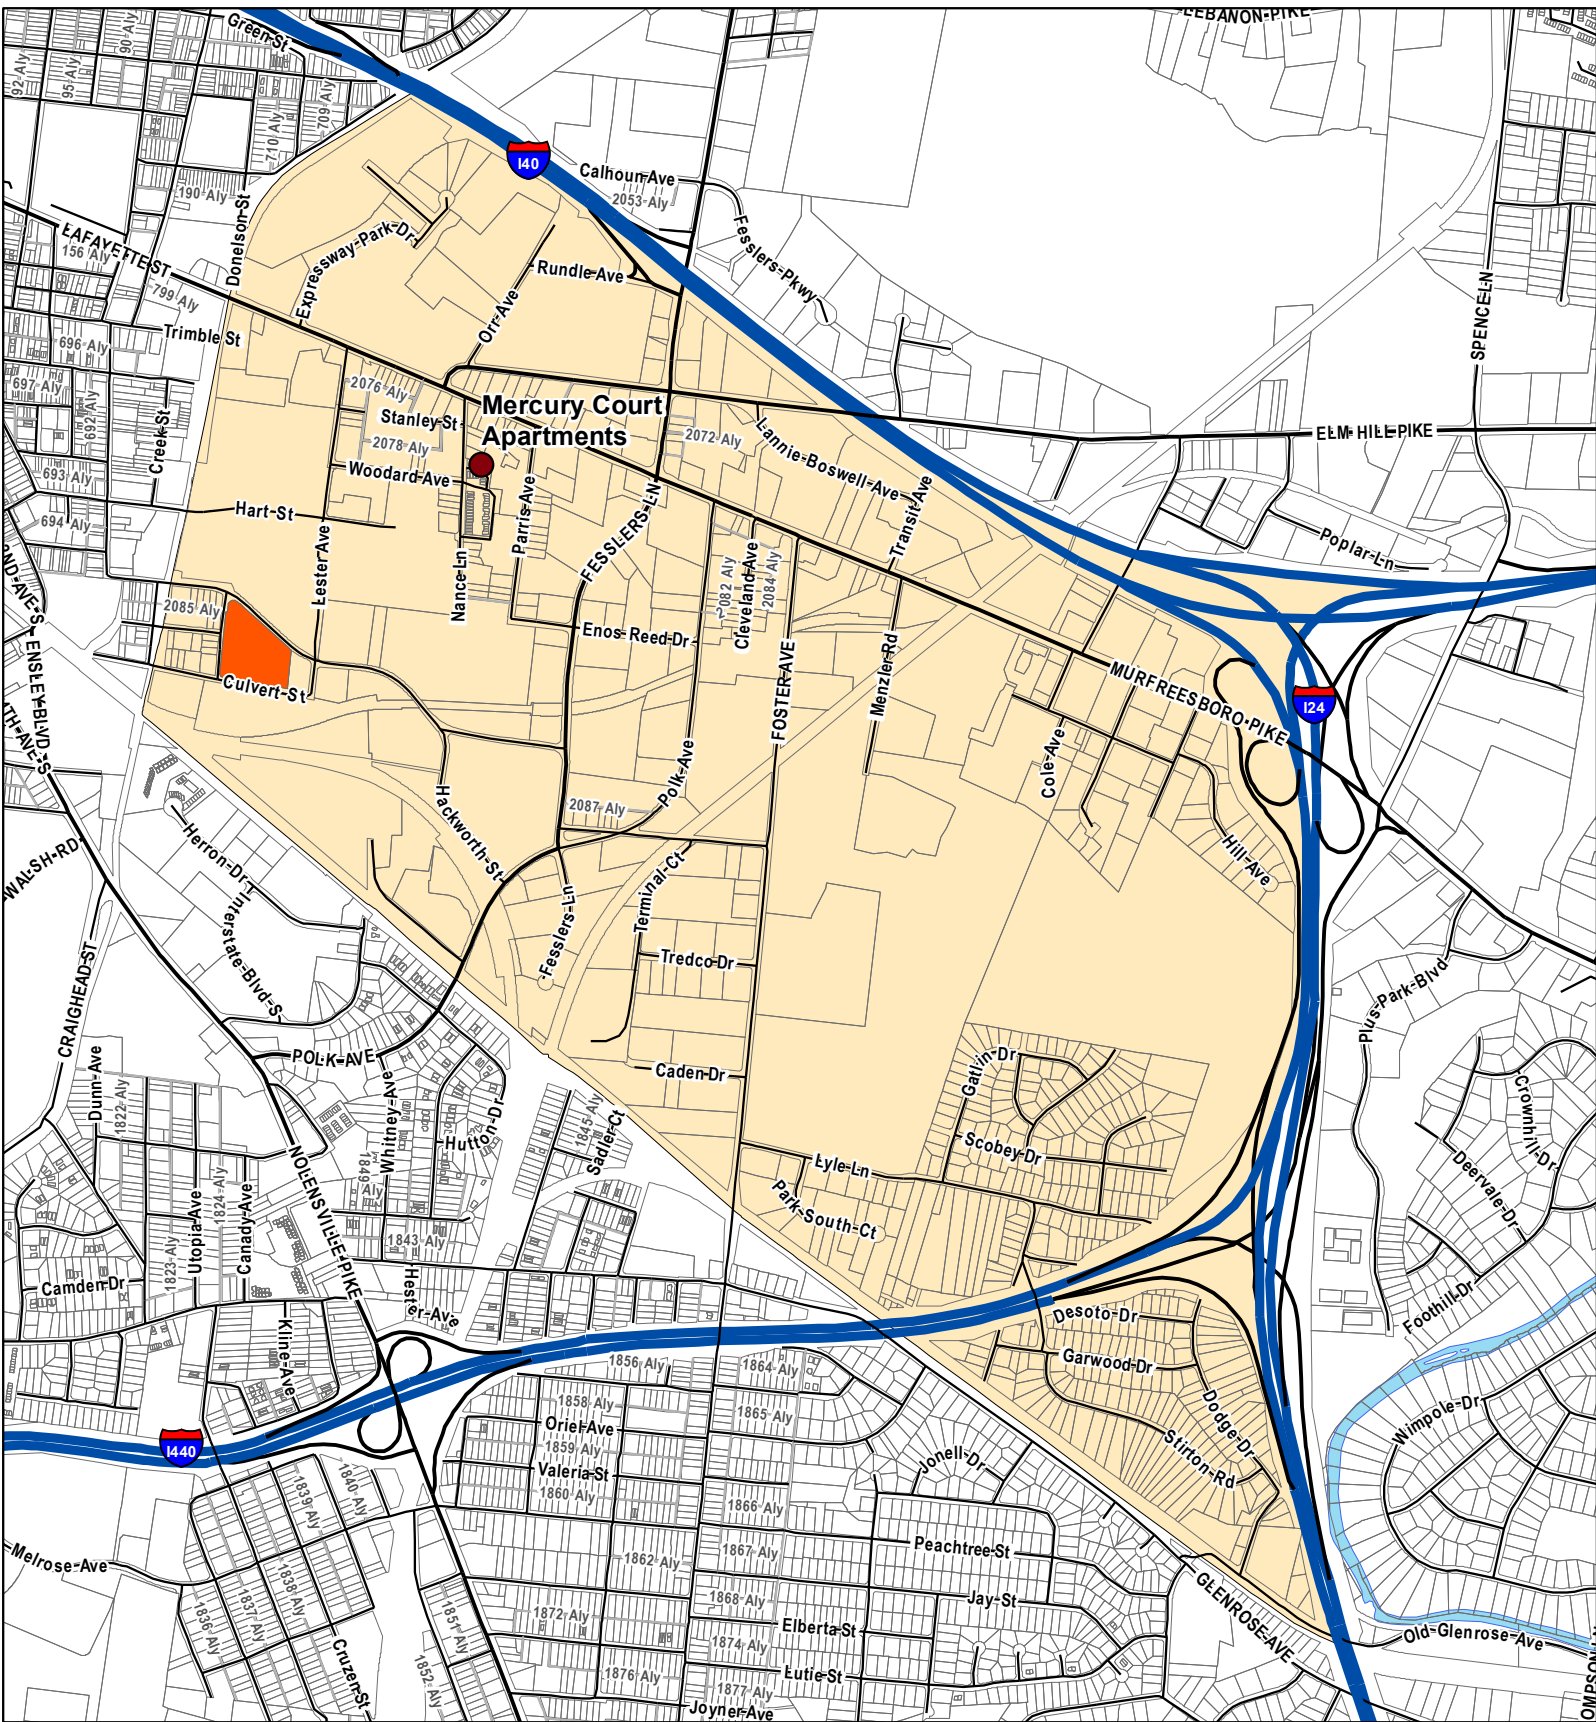 LEBANON-PIKE
Green-St
92 Aly
95-Aly
90-Aly
710 Aly
709-Aly
I40
Calhoun Ave
2053-Aly
190-Aly
Donelson-St
LAFAYETTE-ST
156 Aly
799-Aly
Expressway-Park-Dr
Rundle-Ave
Orr-Ave
Fesslers-Pkwy
SPENCE-LN
Trimble St
696-Aly
697-Aly
692-Aly
2076-Aly
Stanley-St
2078-Aly
Mercury Court
Apartments
2072-Aly
Lannie-Boswell-Ave
ELM-HILL-PIKE
Creek-St
693-Aly
Woodard-Ave
694-Aly
Hart-St
Parris-Ave
FESSLERS-LN
Transit-Ave
Poplar-Ln
Lester-Ave
Nance-Ln
2082 Aly
Cleveland-Ave
2084-Aly
2085 Aly
Enos-Reed-Dr
FOSTER-AVE
Menzler-Rd
ENSLEY-BLVD-S
Culvert-St
MURFREESBORO-PIKE
I24
Cole-Ave
Polk-Ave
2087-Aly
Hackworth-St
Hill-Ave
WALSH-RD
Herron-Dr
Interstate-Blvd-S
Terminal-Ct
Fesslers-Ln
Tredco-Dr
CRAIGHEAD-ST
Plus-Park-Blvd
POLK-AVE
Dunn-Ave
1822-Aly
Whitney-Ave
Caden-Dr
Gatlin-Dr
Crownhill-Dr
Hutton-Dr
1845-Aly
Sadler-Ct
Scobey-Dr
Lyle-Ln
Park-South-Ct
Deervale-Dr
1849
Aly
NOLENSVILLE-PIKE
1824-Aly
Utopia-Ave
Canady-Ave
1823-Aly
1843-Aly
Camden-Dr
Hester-Ave
Kline-Ave
Foothill-Dr
Desoto-Dr
Garwood-Dr
1856-Aly
1864-Aly
1858-Aly
1865-Aly
Oriel-Ave
1859-Aly
Dodge-Dr
Wimpole-Dr
I440
Valeria-St
1860-Aly
Jonell-Dr
Stirton-Rd
1839-Aly
1840-Aly
1866-Aly
Peachtree-St
1867-Aly
1862-Aly
Melrose-Ave
1838-Aly
1837-Aly
1836-Aly
1851-Aly
1868-Aly
Jay-St
GLENROSE-AVE
1872-Aly
Elberta-St
1874-Aly
Old-Glenrose-Ave
Cruzen-St
1852-Aly
1876-Aly
1877-Aly
Lutie-St
Joyner-Ave